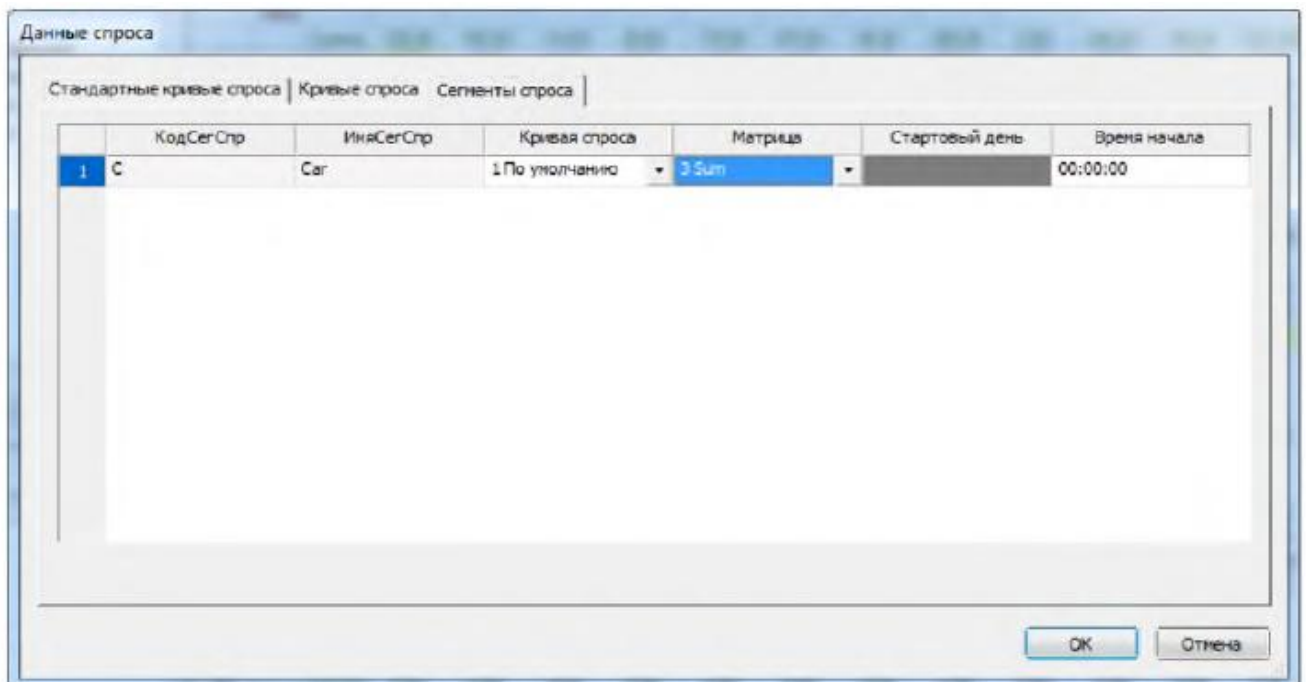 Данные спроса
Стандартные кривые спроса Кривые спроса Сегменты спроса
КодСегСпр ИмяСегСпр Кривая спроса Матрица Стартовый день Время начала
1 C Car 1 По умолчанию 3 Sum 00:00:00
OK Отмена